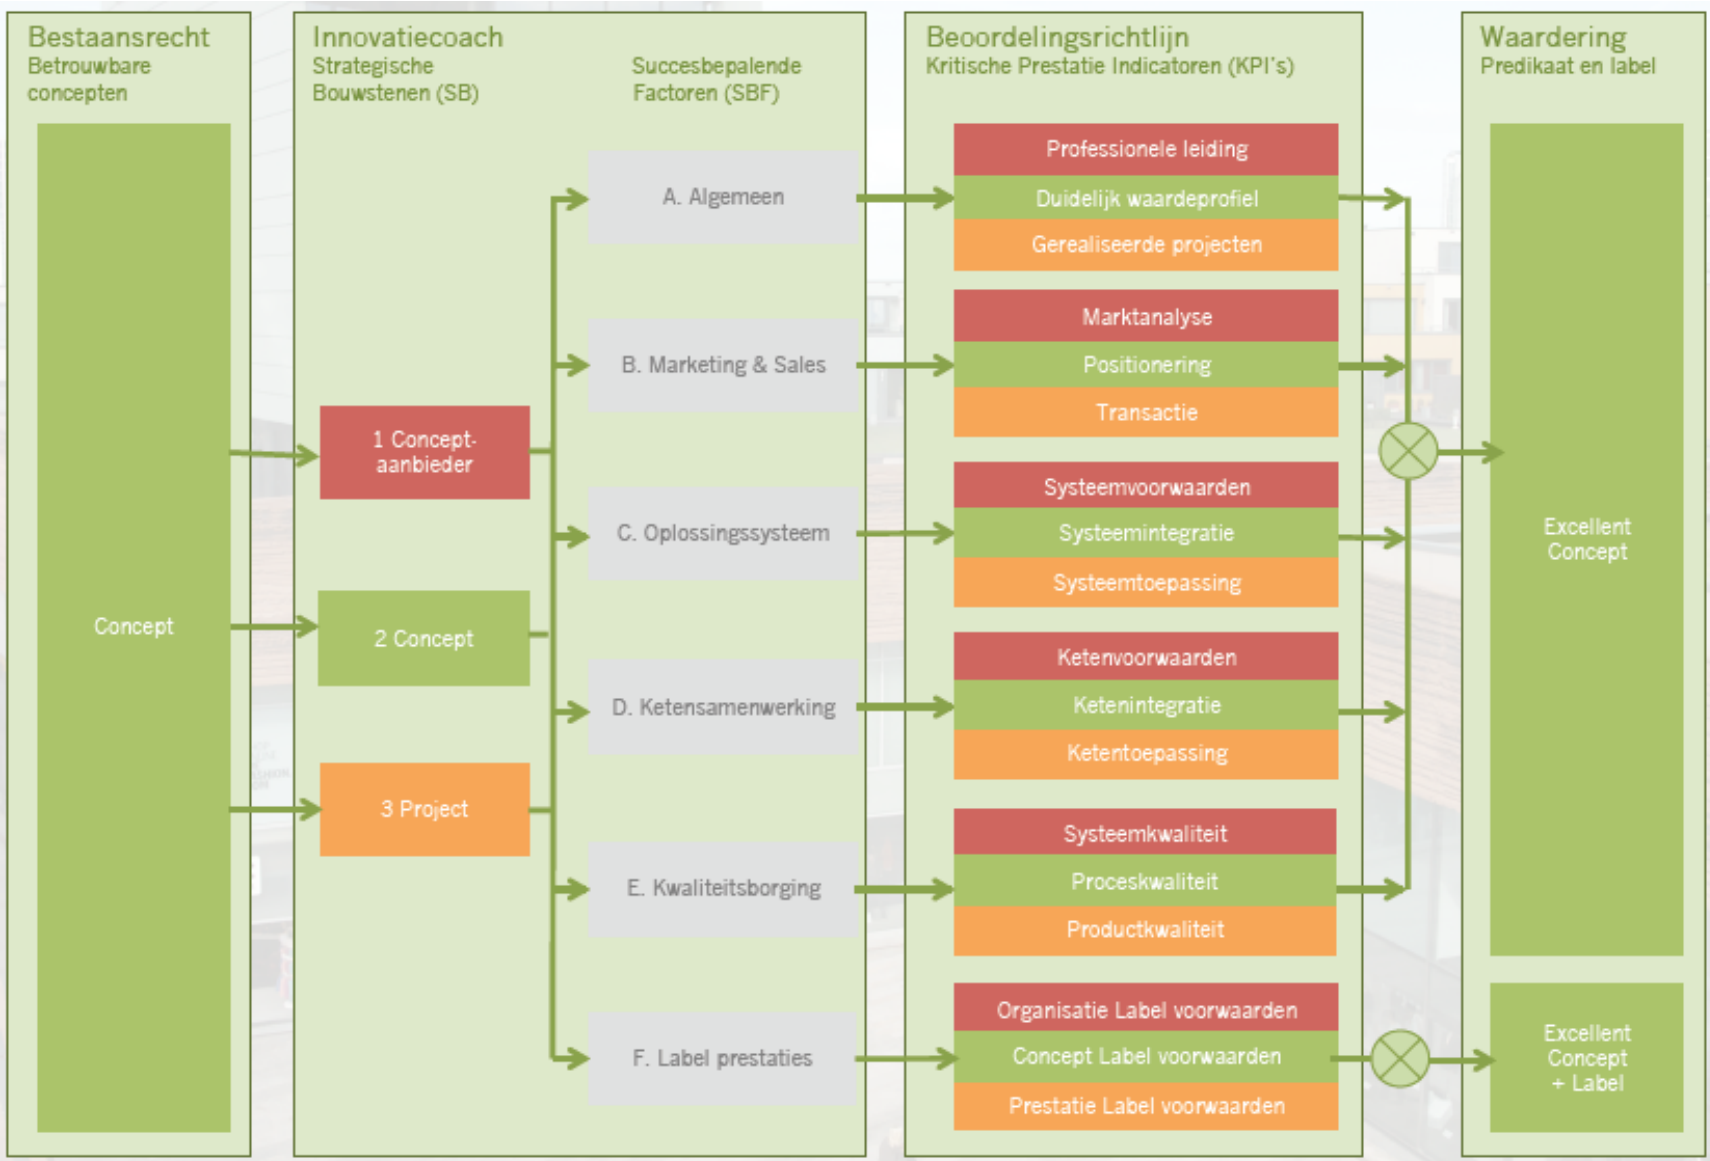 Bestaansrecht
Betrouwbare
concepten
Concept
Innovatiecoach
Strategische
Bouwstenen (SB)
Succesbepalende
Factoren (SBF)
1 Concept-
aanbieder
2 Concept
3 Project
A. Algemeen
B. Marketing & Sales
C. Oplossingssysteem
D. Ketensamenwerking
E. Kwaliteitsborging
F. Label prestaties
Beoordelingsrichtlijn
Kritische Prestatie Indicatoren (KPI's)
Professionele leiding
Duidelijk waardeprofiel
Gerealiseerde projecten
Marktanalyse
Positionering
Transactie
Systeemvoorwaarden
Systeemintegratie
Systeemtoepassing
Ketenvoorwaarden
Ketenintegratie
Ketentoepassing
Systeemkwaliteit
Proceskwaliteit
Productkwaliteit
Organisatie Label voorwaarden
Concept Label voorwaarden
Prestatie Label voorwaarden
Waardering
Predikaat en label
Excellent
Concept
Excellent
Concept
+ Label